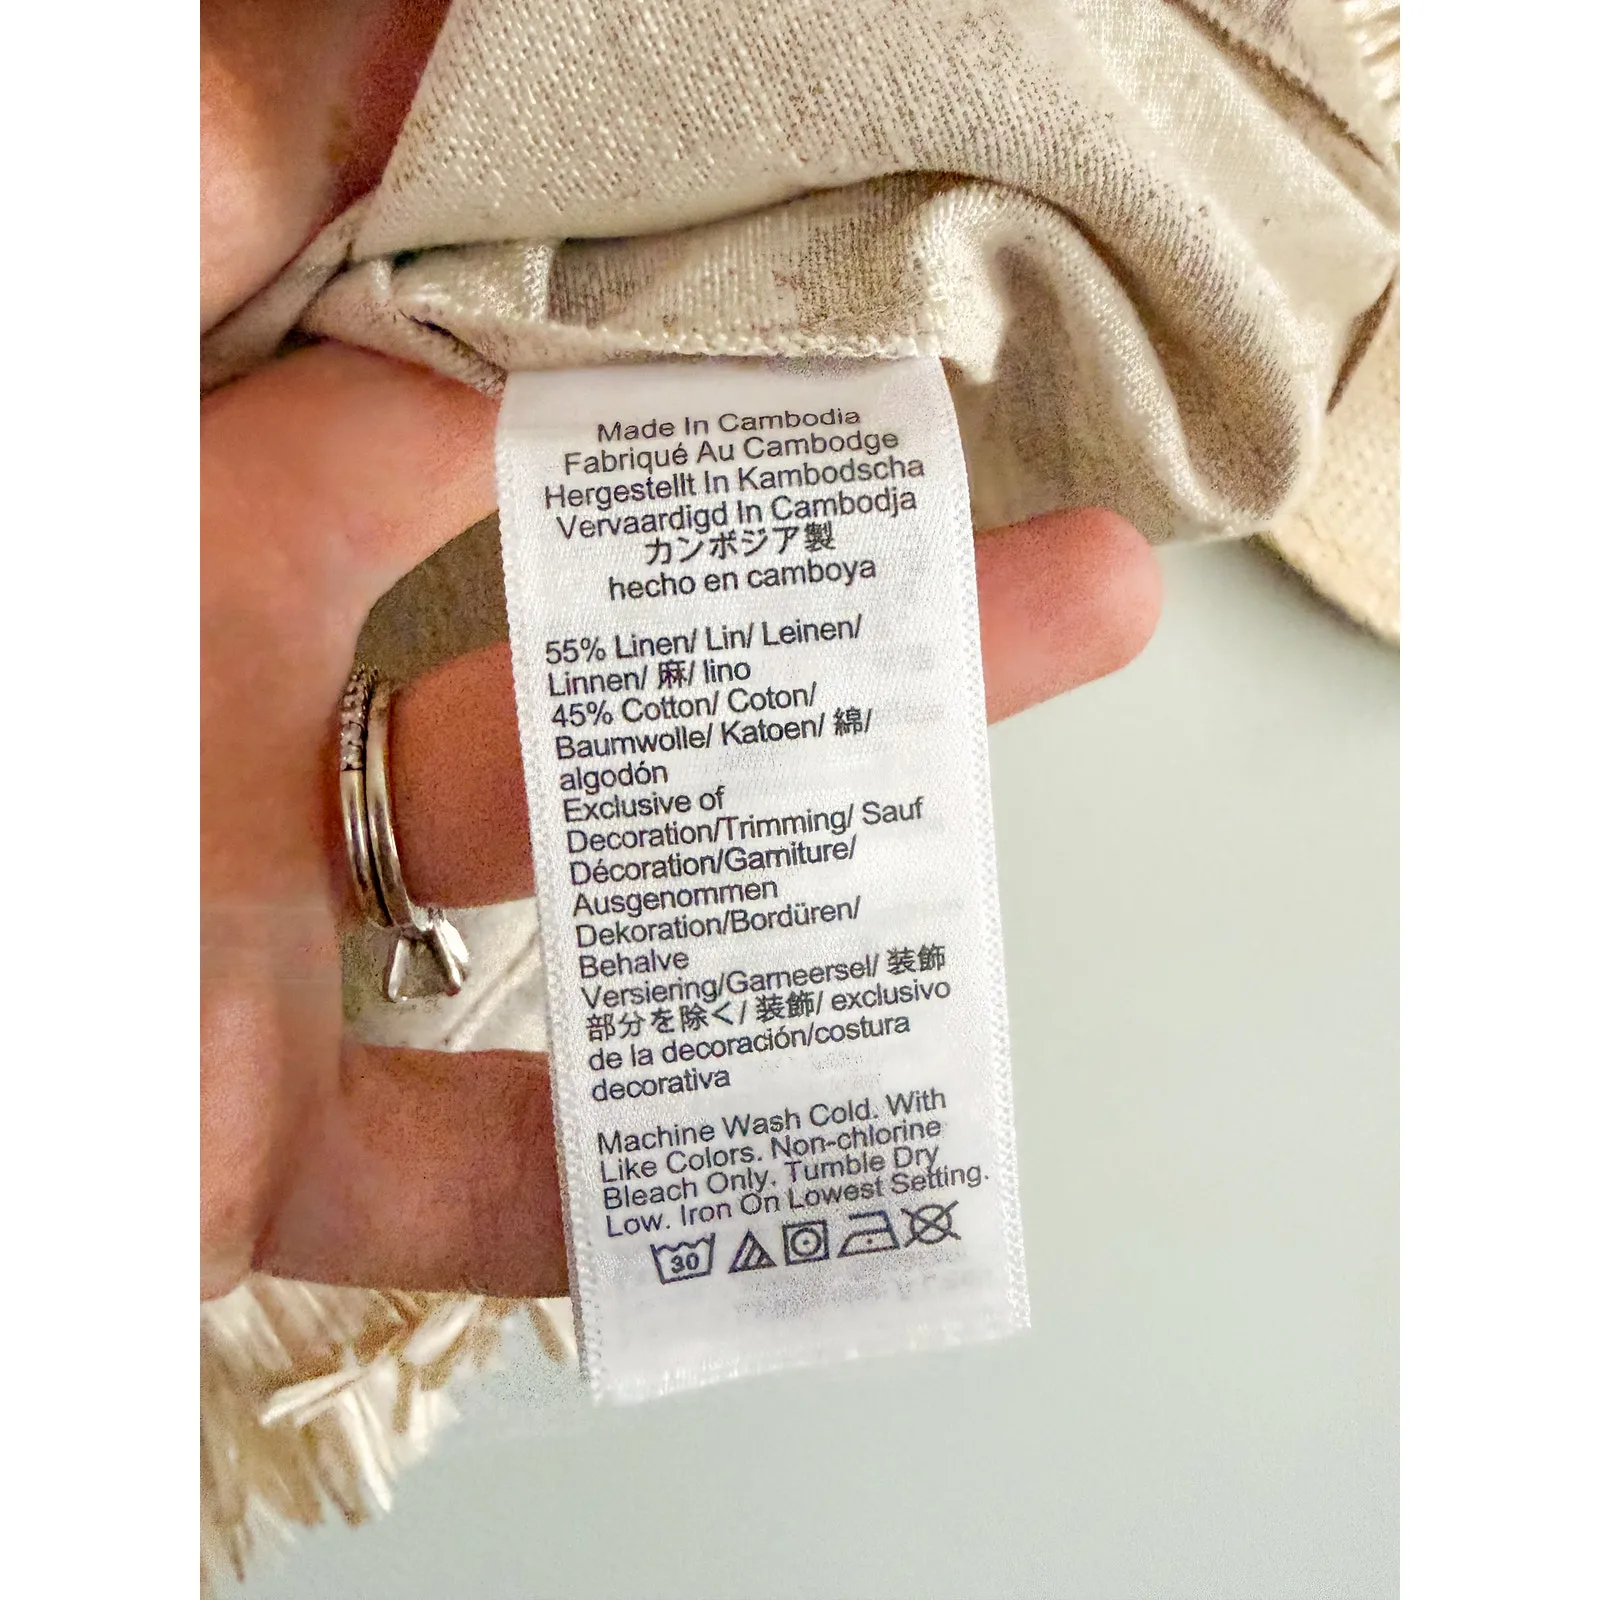 Made In Cambodia
Fabriqué Au Cambodge
Hergestellt In Kambodscha
Vervaardigd In Cambodja
カンボジア製
hecho en camboya
55% Linen/ Lin/ Leinen/
Linnen/ 麻/ lino
45% Cotton/ Coton/
Baumwolle/ Katoen/ 綿/
algodón
Exclusive of
Decoration/Trimming/ Sauf
Décoration/Garniture/
Ausgenommen
Dekoration/Bordüren/
Behalve
Versiering/Garneersel/ 装飾
部分を除く/ 装飾/ exclusivo
de la decoración/costura
decorativa
Machine Wash Cold. With
Like Colors. Non-chlorine
Bleach Only. Tumble Dry
Low. Iron On Lowest Setting.
30